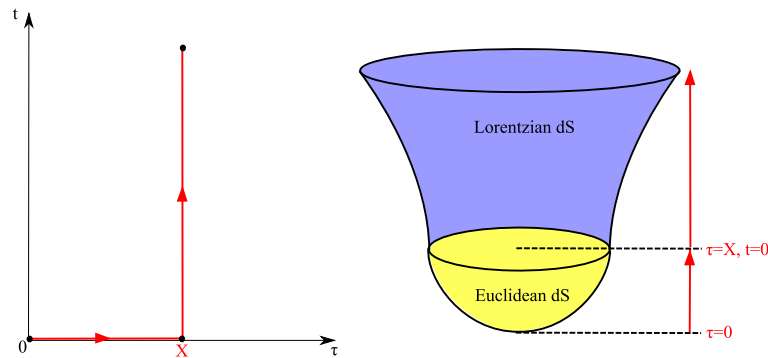 t
0
X
τ
Lorentzian dS
Euclidean dS
τ=X, t=0
τ=0